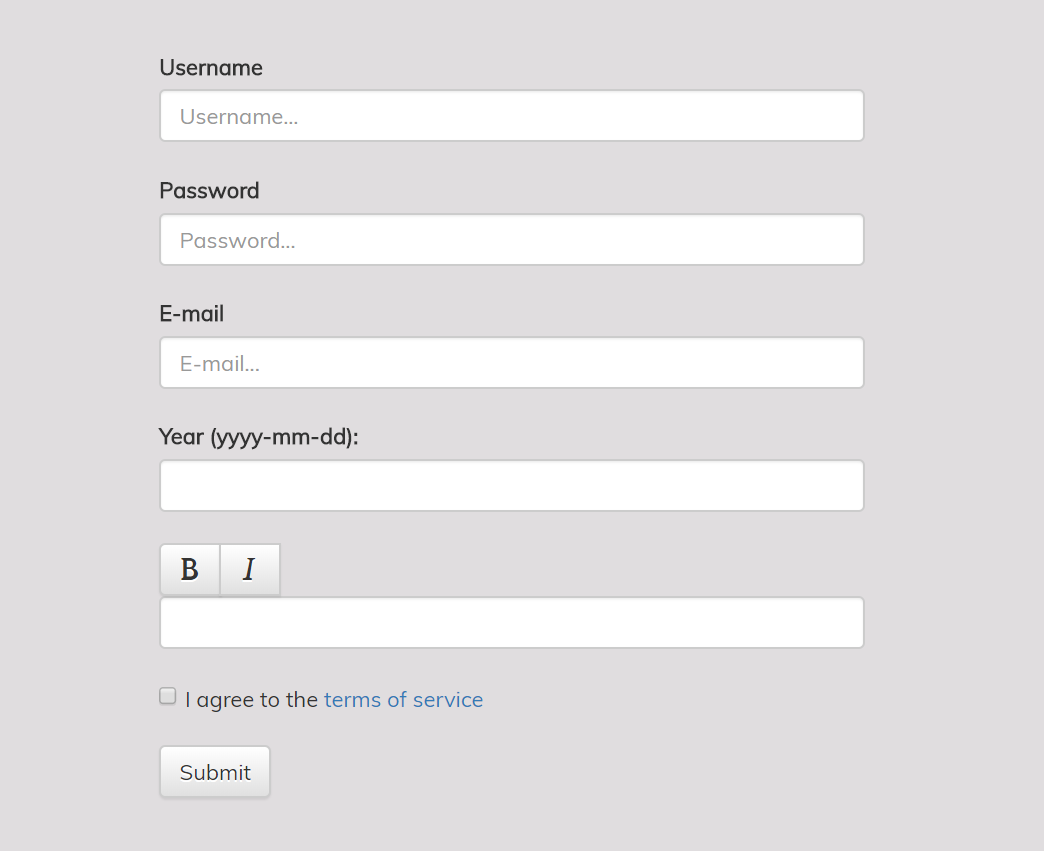 Username
Username...
Password
Password...
E-mail
E-mail...
Year (yyyy-mm-dd):
B I
I agree to the terms of service
Submit